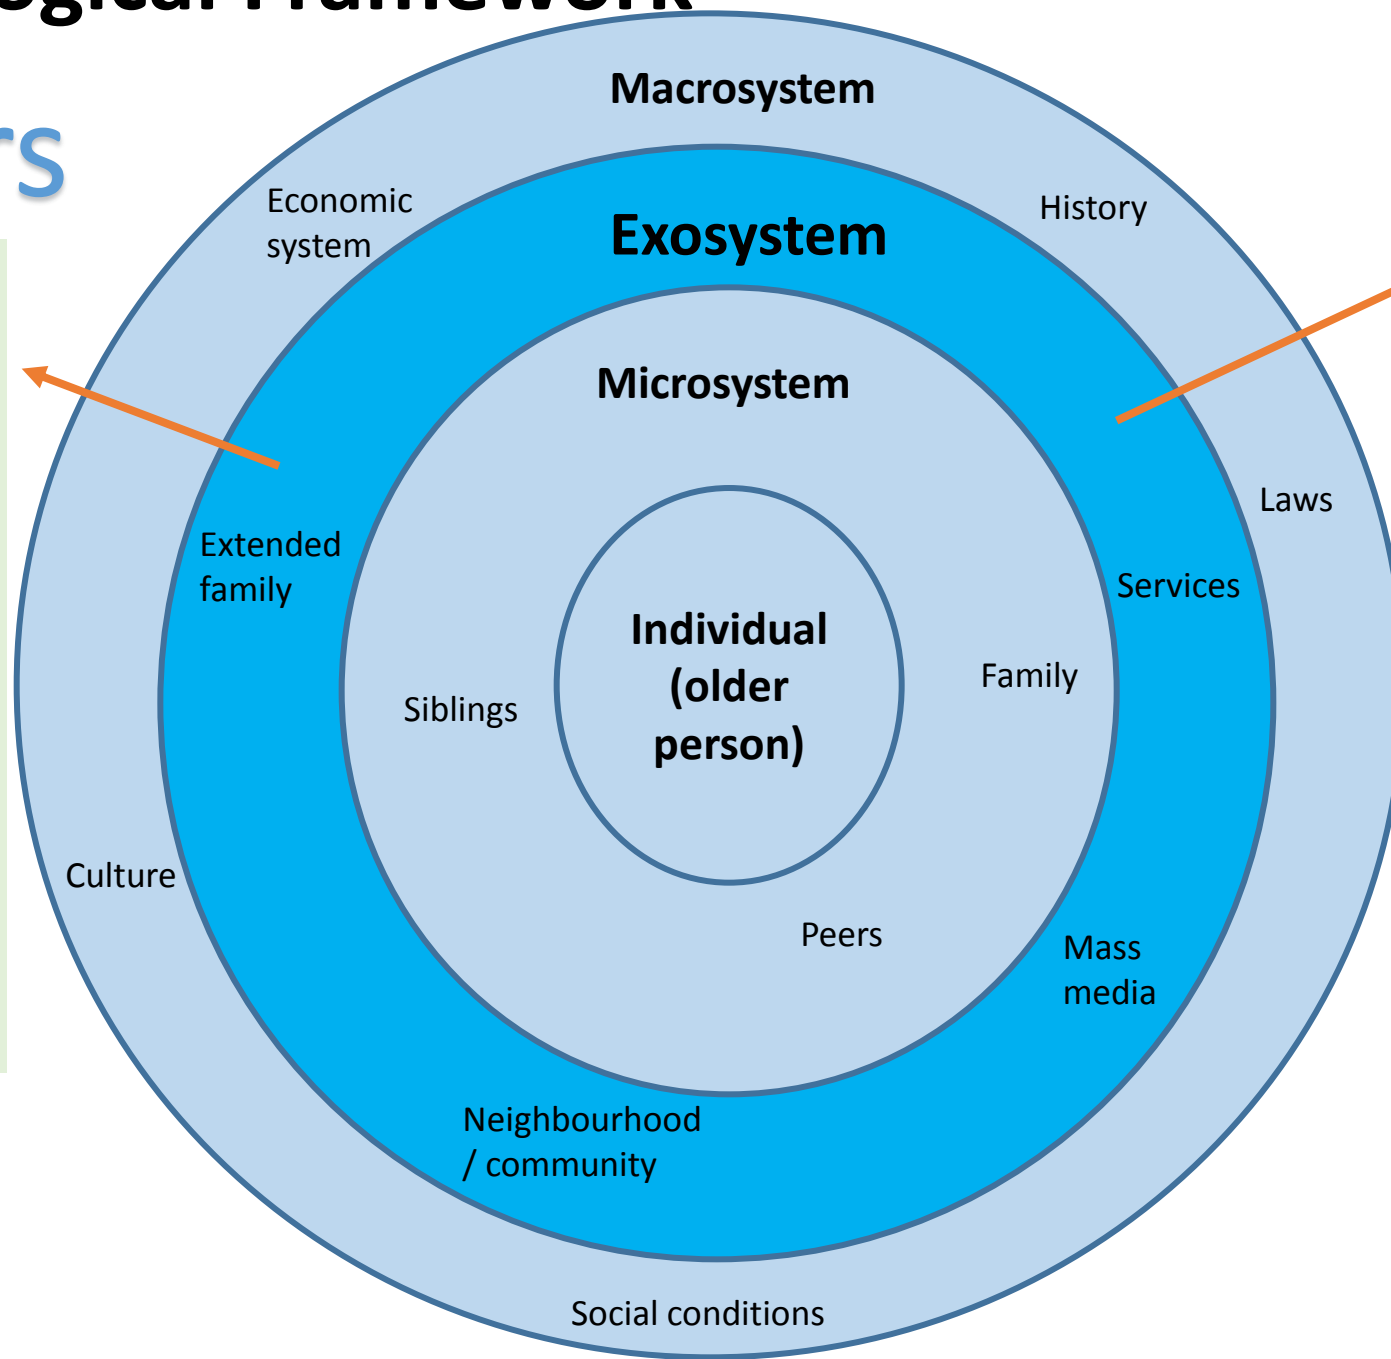 Framework
Macrosystem
Economic
system
History
Exosystem
Microsystem
Laws
Extended
family
Services
Individual
(older
person)
Family
Siblings
Culture
Peers
Mass
media
Neighbourhood
/ community
Social conditions